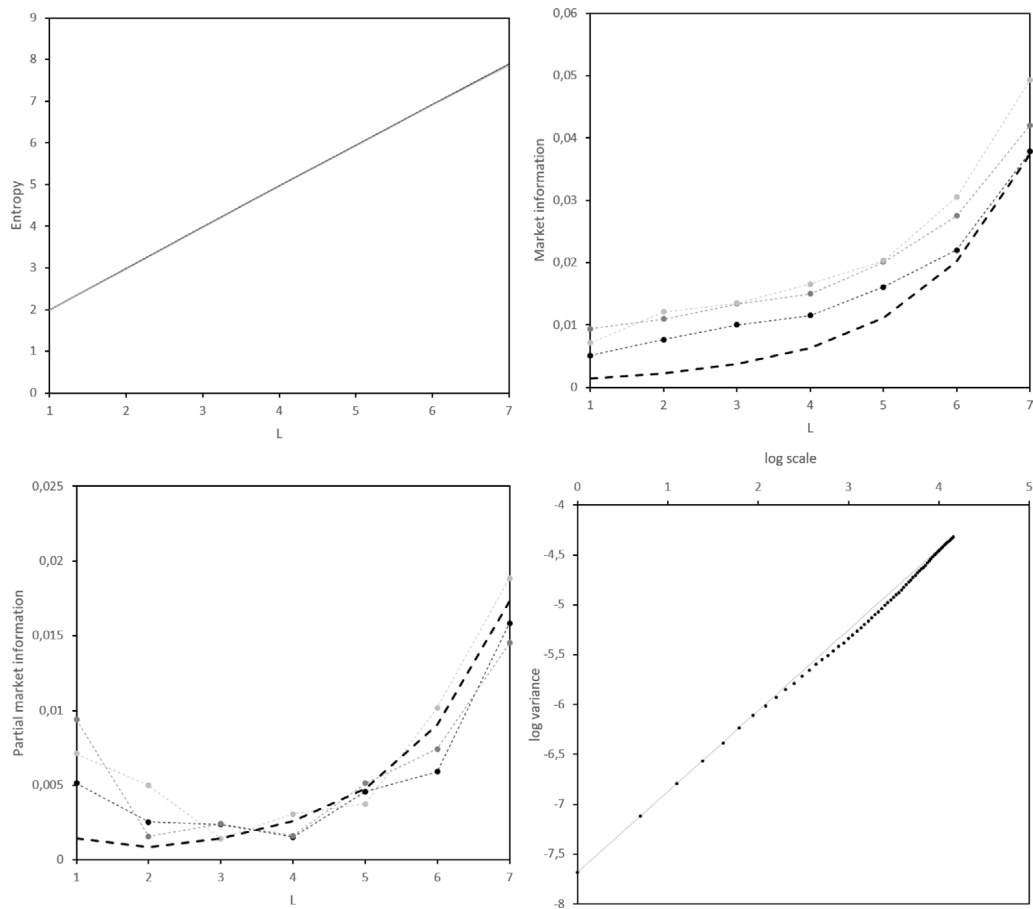 9
8
7
6
5
4
3
2
1
0
Entropy
1 2 3 4 5 6 7
L
0,06
0,05
0,04
0,03
0,02
0,01
0
Market information
1 2 3 4 5 6 7
L
0,025
0,02
0,015
0,01
0,005
0
Partial market information
1 2 3 4 5 6 7
L
log scale
0 1 2 3 4 5
-4
-4,5
-5
-5,5
-6
-6,5
-7
-7,5
-8
log variance